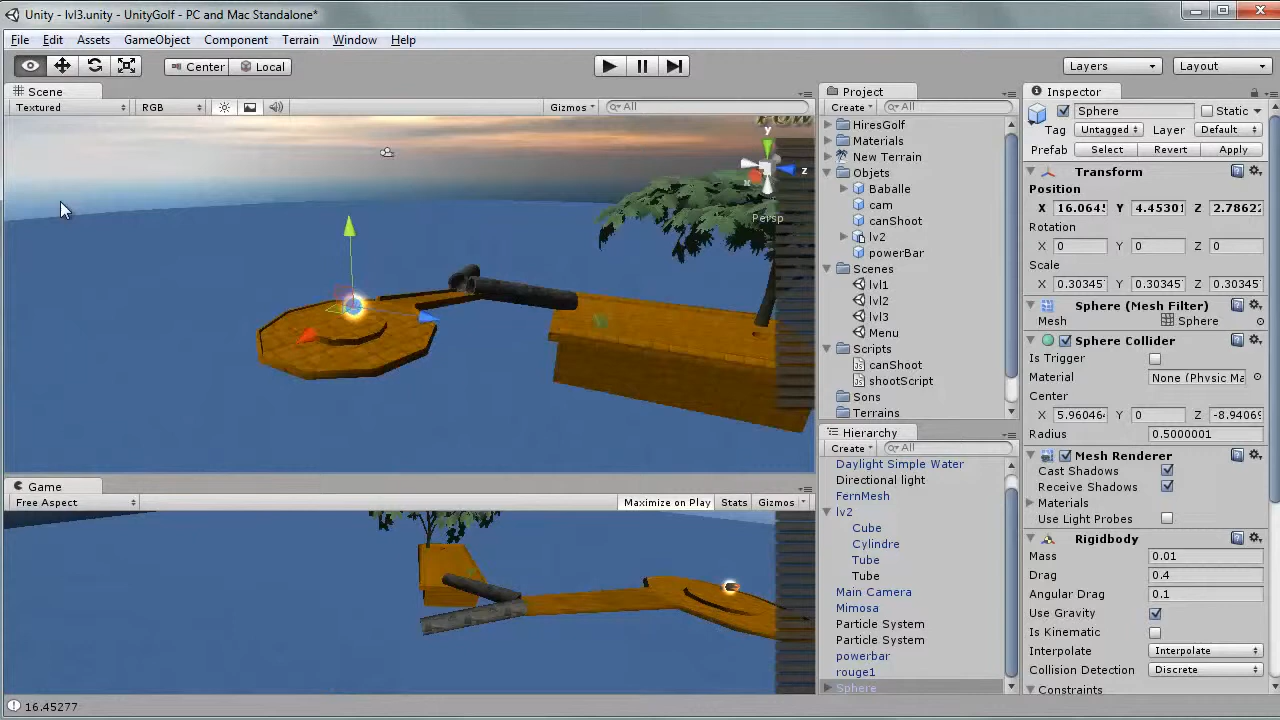 Unity - lvl3.unity - UnityGolf - PC and Mac Standalone*
File Edit Assets GameObject Component Terrain Window Help
Center Local Layers Layout
Scene
Textured RGB Gizmos All
y
z
x
Persp
Game
Free Aspect Maximize on Play Stats Gizmos
Project
Create All
HiresGolf
Materials
New Terrain
Objets
Baballe
cam
canShoot
lv2
powerBar
Scenes
lvl1
lvl2
lvl3
Menu
Scripts
canShoot
shootScript
Sons
Terrains
Hierarchy
Create All
Daylight Simple Water
Directional light
FernMesh
lv2
Cube
Cylindre
Tube
Tube
Main Camera
Mimosa
Particle System
Particle System
powerbar
rouge1
Sphere
Inspector
Sphere Static
Tag Untagged Layer Default
Prefab Select Revert Apply
Transform
Position
X 16.064! Y 4.45301 Z 2.78622
Rotation
X 0 Y 0 Z 0
Scale
X 0.30345 Y 0.30345 Z 0.30345
Sphere (Mesh Filter)
Mesh Sphere
Sphere Collider
Is Trigger
Material None (Physic Ma
Center
X 5.96046 Y 0 Z -8.94069
Radius 0.5000001
Mesh Renderer
Cast Shadows
Receive Shadows
Materials
Use Light Probes
Rigidbody
Mass 0.01
Drag 0.4
Angular Drag 0.1
Use Gravity
Is Kinematic
Interpolate Interpolate
Collision Detection Discrete
Constraints
16.45277